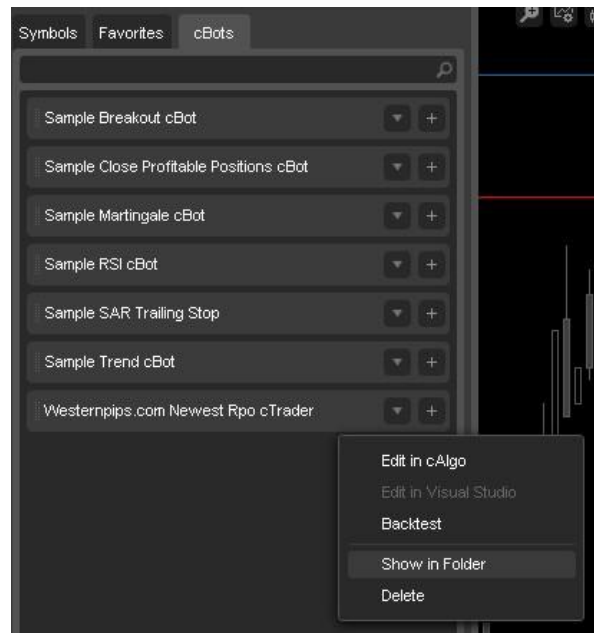 Symbols Favorites cBots
Sample Breakout cBot
Sample Close Profitable Positions cBot
Sample Martingale cBot
Sample RSI cBot
Sample SAR Trailing Stop
Sample Trend cBot
Westernpips.com Newest Rpo cTrader
Edit in cAlgo
Edit in Visual Studio
Backtest
Show in Folder
Delete